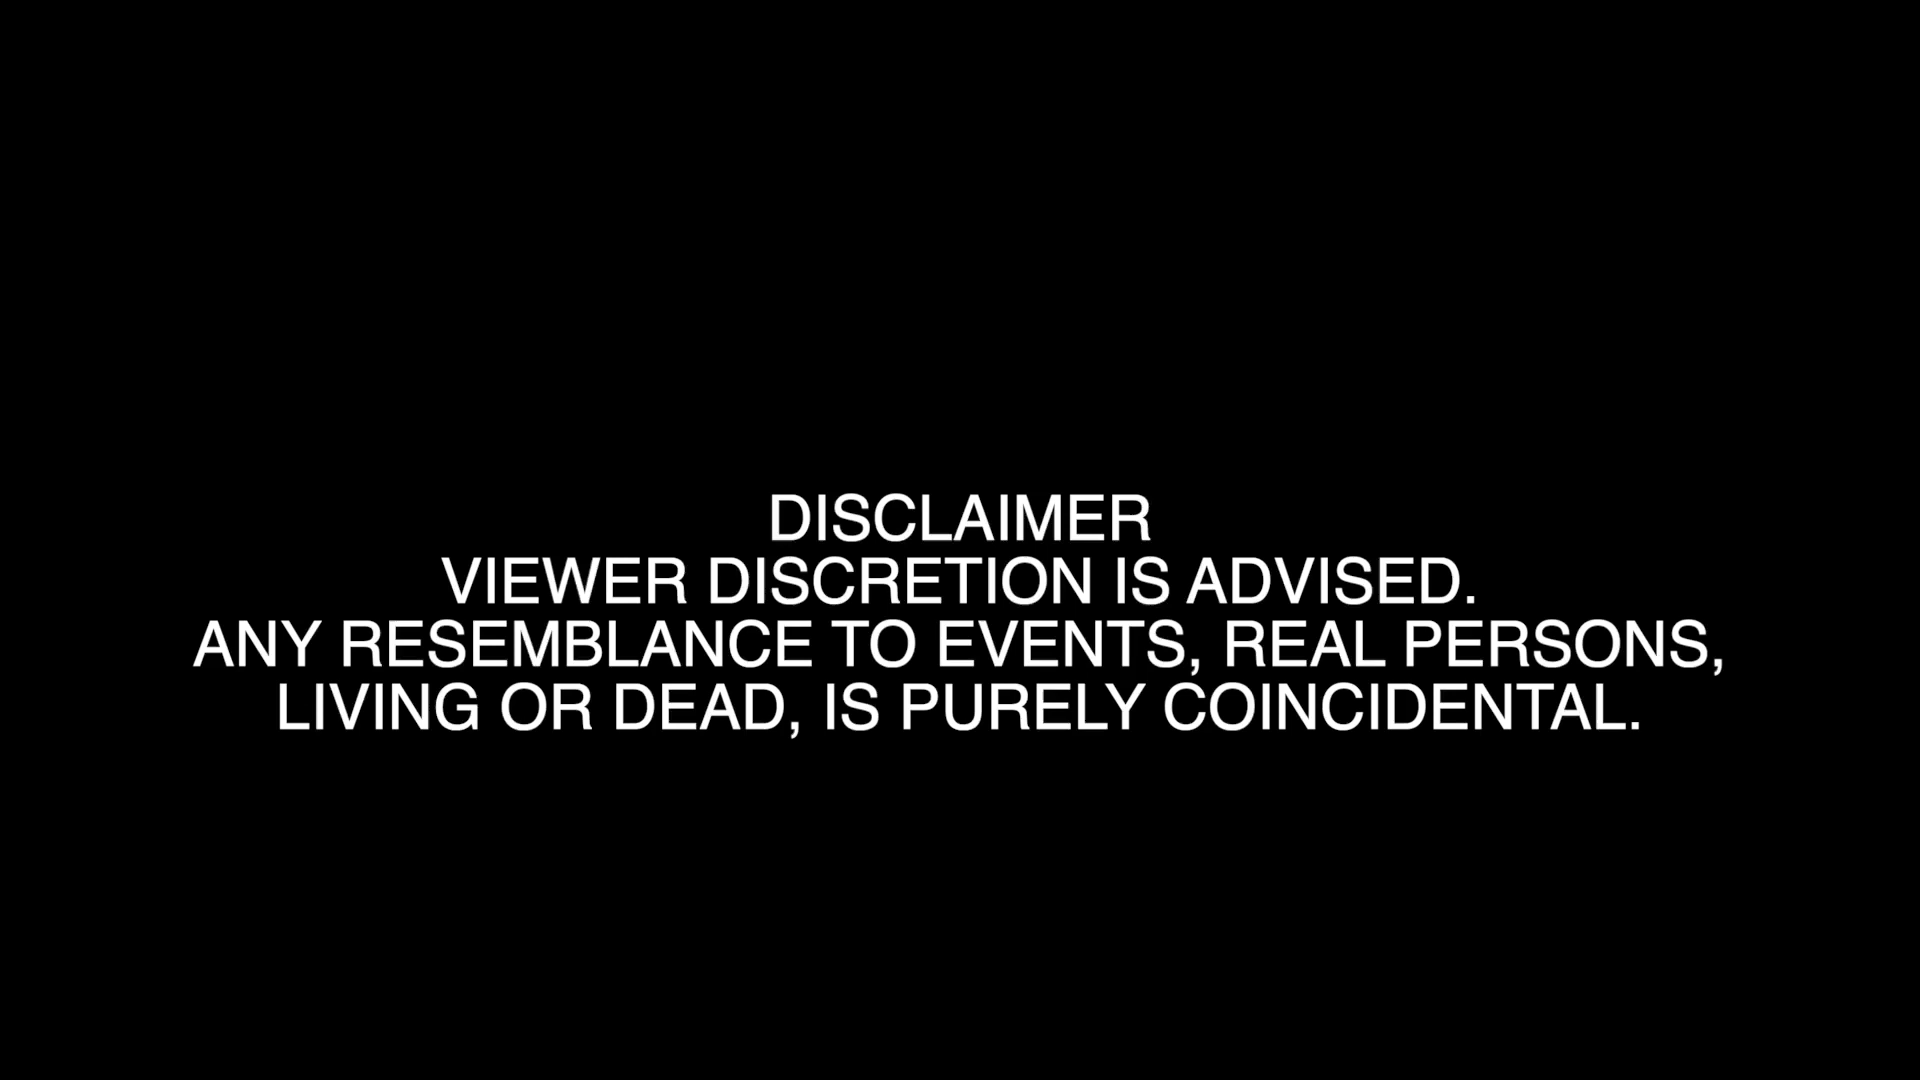 DISCLAIMER
VIEWER DISCRETION IS ADVISED.
ANY RESEMBLANCE TO EVENTS, REAL PERSONS,
LIVING OR DEAD, IS PURELY COINCIDENTAL.